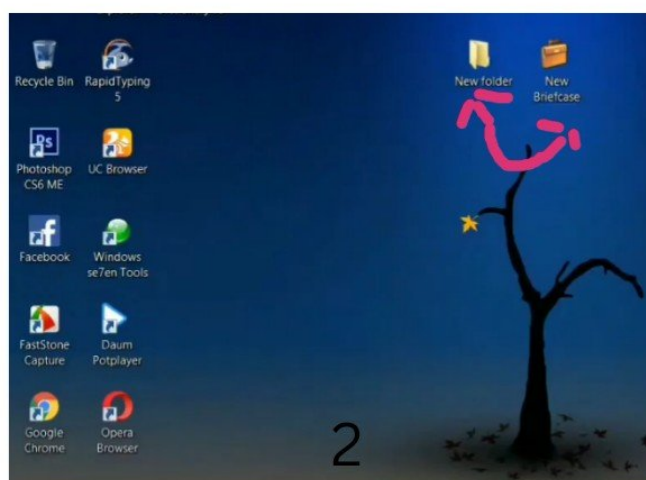 Recycle Bin
RapidTyping
5
New folder
New
Briefcase
Ps
Photoshop
CS6 ME
UC Browser
Facebook
Windows
se7en Tools
FastStone
Capture
Daum
Potplayer
Google
Chrome
Opera
Browser
2